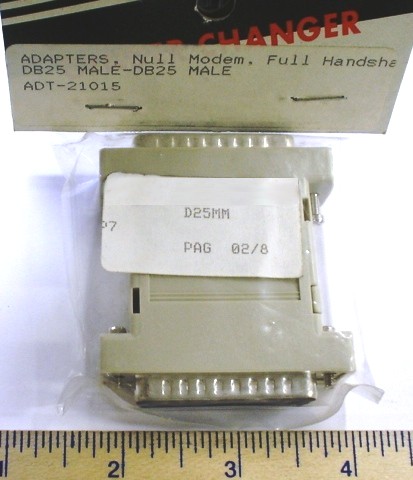 CHANGER
ADAPTERS, Null Modem, Full Handsha
DB25 MALE-DB25 MALE
ADT-21015
D25MM
P7
PAG 02/8
1 2 3 4